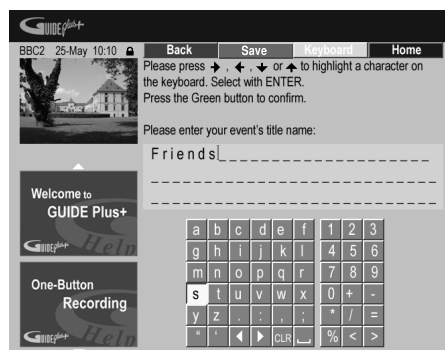 GUIDE Plus+
BBC2 25-May 10:10
Back Save Keyboard Home
Please press , , or to highlight a character on
the keyboard. Select with ENTER.
Press the Green button to confirm.
Please enter your event's title name:
Friends
Welcome to
GUIDE Plus+
GUIDE Plus+ Help
One-Button
Recording
GUIDE Plus+ Help
a b c d e f 1 2 3
g h i j k l 4 5 6
m n o p q r 7 8 9
s t u v w x 0 + -
y z . : , ; * / =
" ' CLR % < >